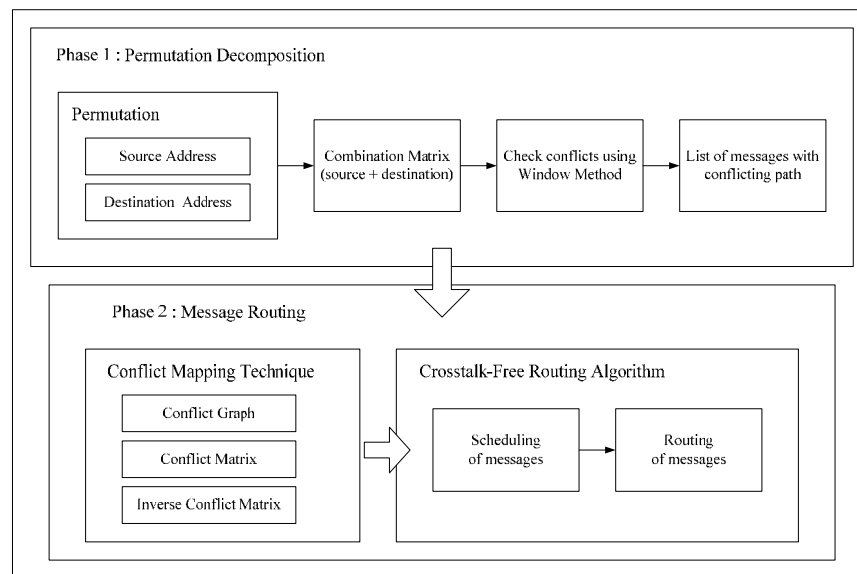 Phase 1 : Permutation Decomposition
Permutation
Source Address
Destination Address
Combination Matrix
(source + destination)
Check conflicts using
Window Method
List of messages with
conflicting path
Phase 2 : Message Routing
Conflict Mapping Technique
Conflict Graph
Conflict Matrix
Inverse Conflict Matrix
Crosstalk-Free Routing Algorithm
Scheduling
of messages
Routing
of messages